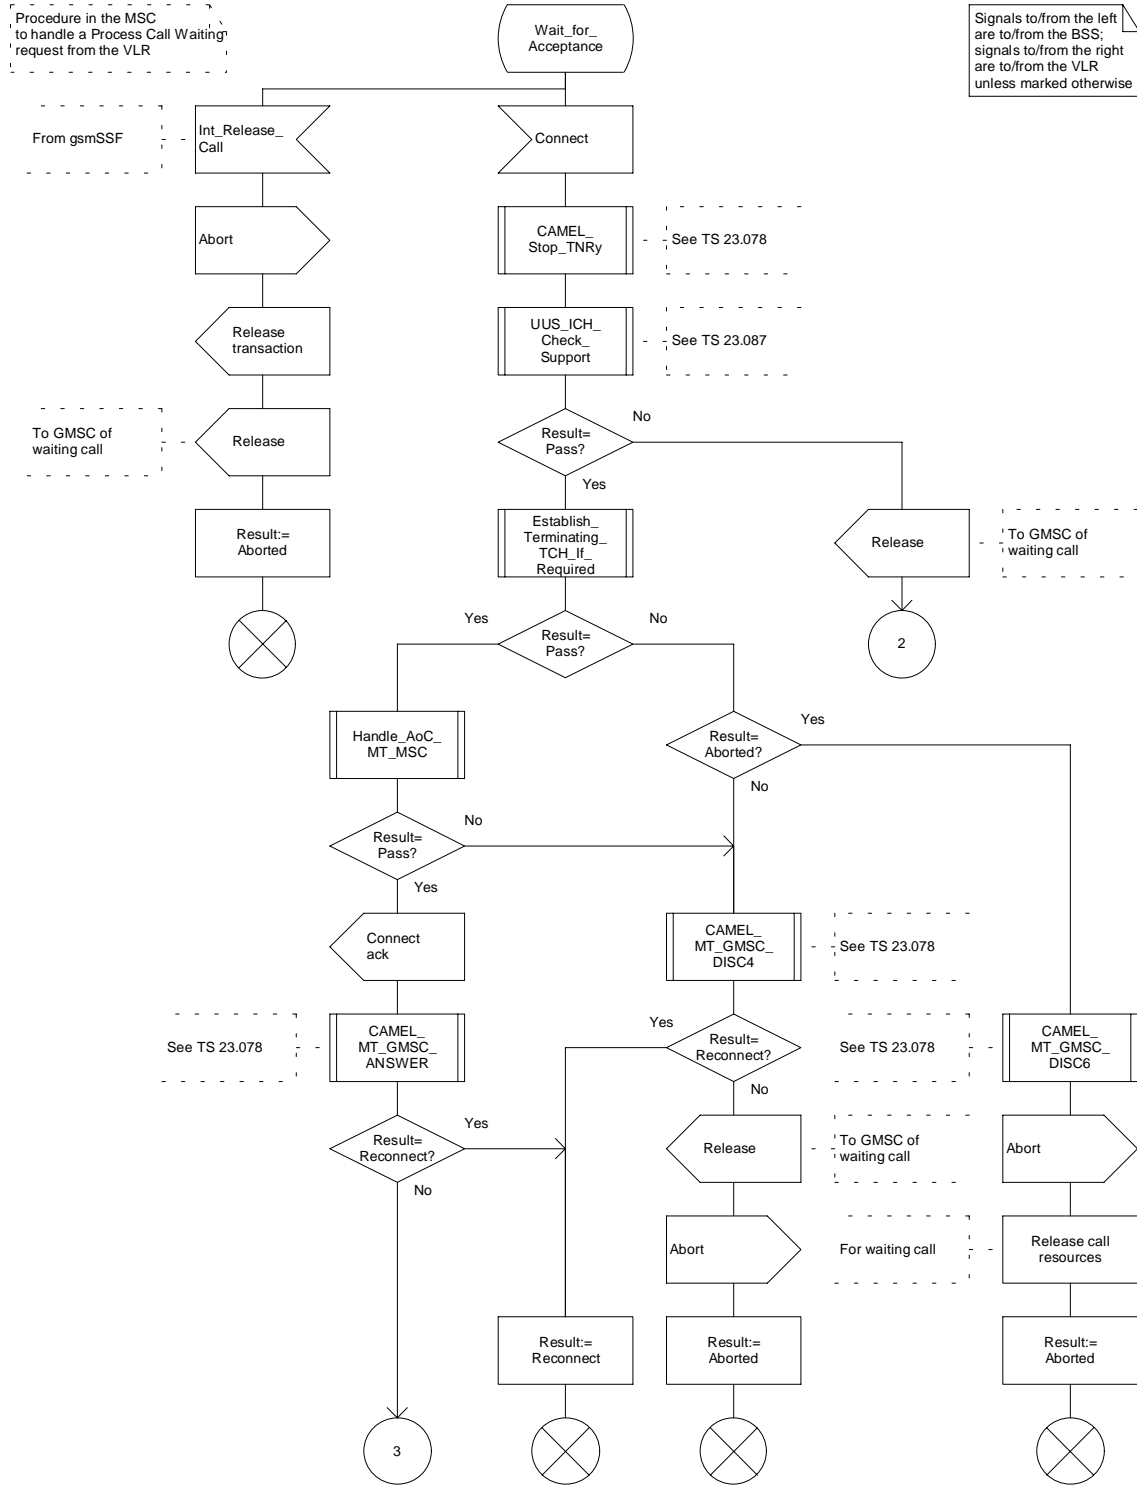 Procedure in the MSC
to handle a Process Call Waiting
request from the VLR
Wait_for_
Acceptance
Signals to/from the left
are to/from the BSS;
signals to/from the right
are to/from the VLR
unless marked otherwise
From gsmSSF
Int_Release_
Call
Connect
Abort
CAMEL_
Stop_TNRy
See TS 23.078
Release
transaction
UUS_ICH_
Check_
Support
See TS 23.087
To GMSC of
waiting call
Release
Result=
Pass?
No
Yes
Result:=
Aborted
Establish_
Terminating_
TCH_If_
Required
Release
To GMSC of
waiting call
Yes
Result=
Pass?
No
2
Handle_AoC_
MT_MSC
Result=
Aborted?
Yes
No
Result=
Pass?
No
Yes
Connect
ack
CAMEL_
MT_GMSC_
DISC4
See TS 23.078
See TS 23.078
CAMEL_
MT_GMSC_
ANSWER
Yes
Result=
Reconnect?
No
See TS 23.078
CAMEL_
MT_GMSC_
DISC6
Result=
Reconnect?
Yes
No
Release
To GMSC of
waiting call
Abort
Abort
For waiting call
Release call
resources
Result:=
Reconnect
Result:=
Aborted
Result:=
Aborted
3